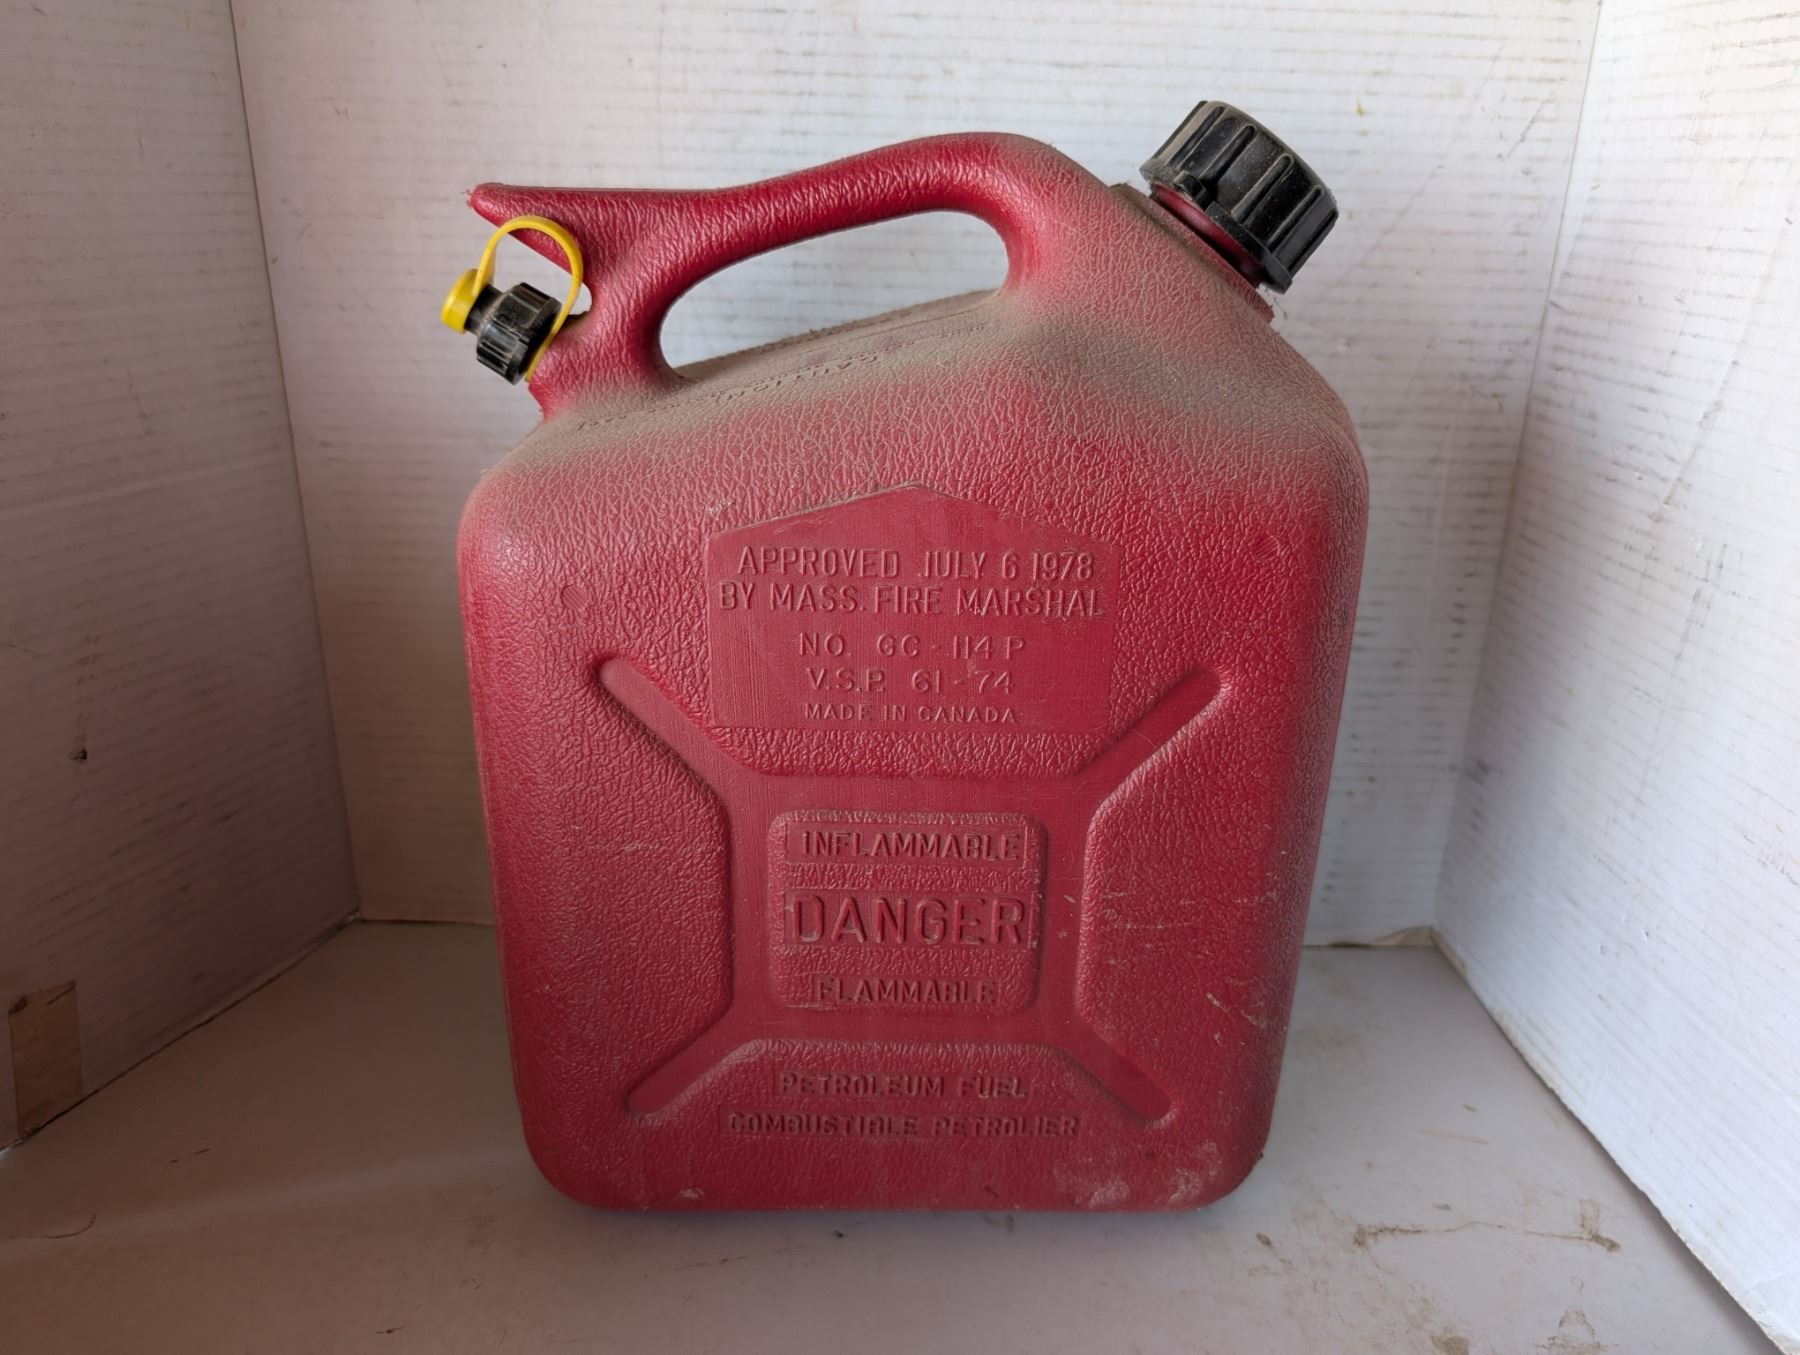 APPROVED JULY 6 1978
BY MASS. FIRE MARSHAL
NO. GC - 114 P
V.S.P. 61 - 74
MADE IN CANADA
INFLAMMABLE
DANGER
FLAMMABLE
PETROLEUM FUEL
COMBUSTIBLE PETROLIER